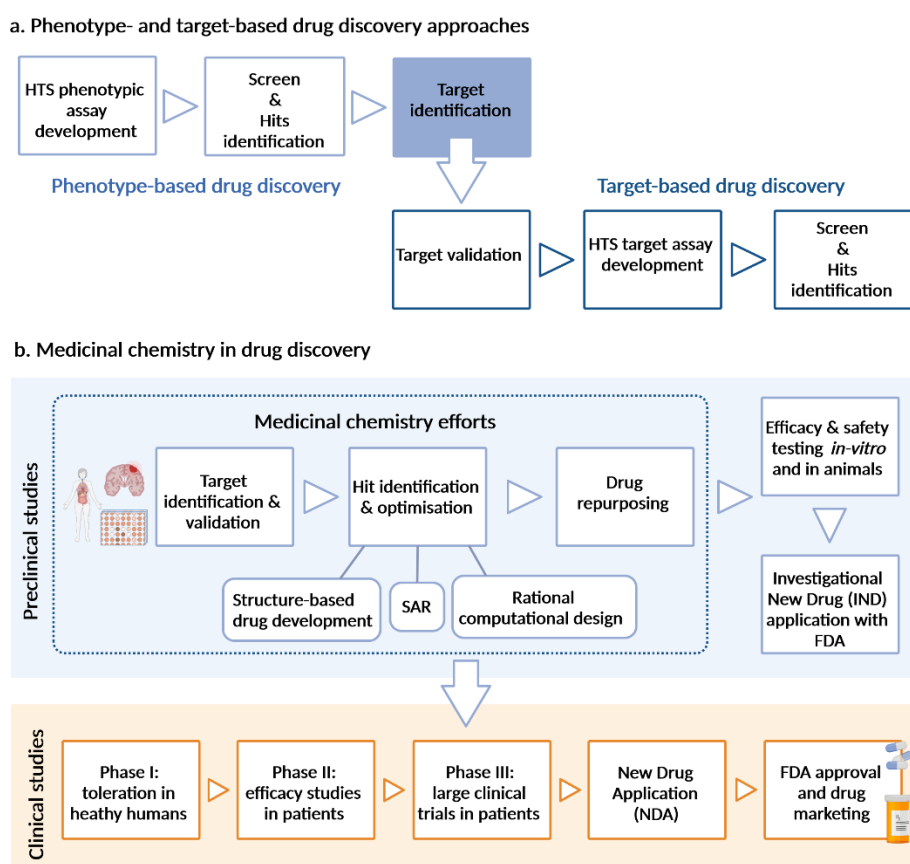 a. Phenotype- and target-based drug discovery approaches
HTS phenotypic
assay
development
Screen
&
Hits
identification
Target
identification
Phenotype-based drug discovery
Target-based drug discovery
Target validation
HTS target assay
development
Screen
&
Hits
identification
b. Medicinal chemistry in drug discovery
Preclinical studies
Medicinal chemistry efforts
Target
identification &
validation
Hit identification
& optimisation
Drug
repurposing
Efficacy & safety
testing in-vitro
and in animals
Structure-based
drug development
SAR
Rational
computational design
Investigational
New Drug (IND)
application with
FDA
Clinical studies
Phase I:
toleration in
heathy humans
Phase II:
efficacy studies
in patients
Phase III:
large clinical
trials in patients
New Drug
Application
(NDA)
FDA approval
and drug
marketing